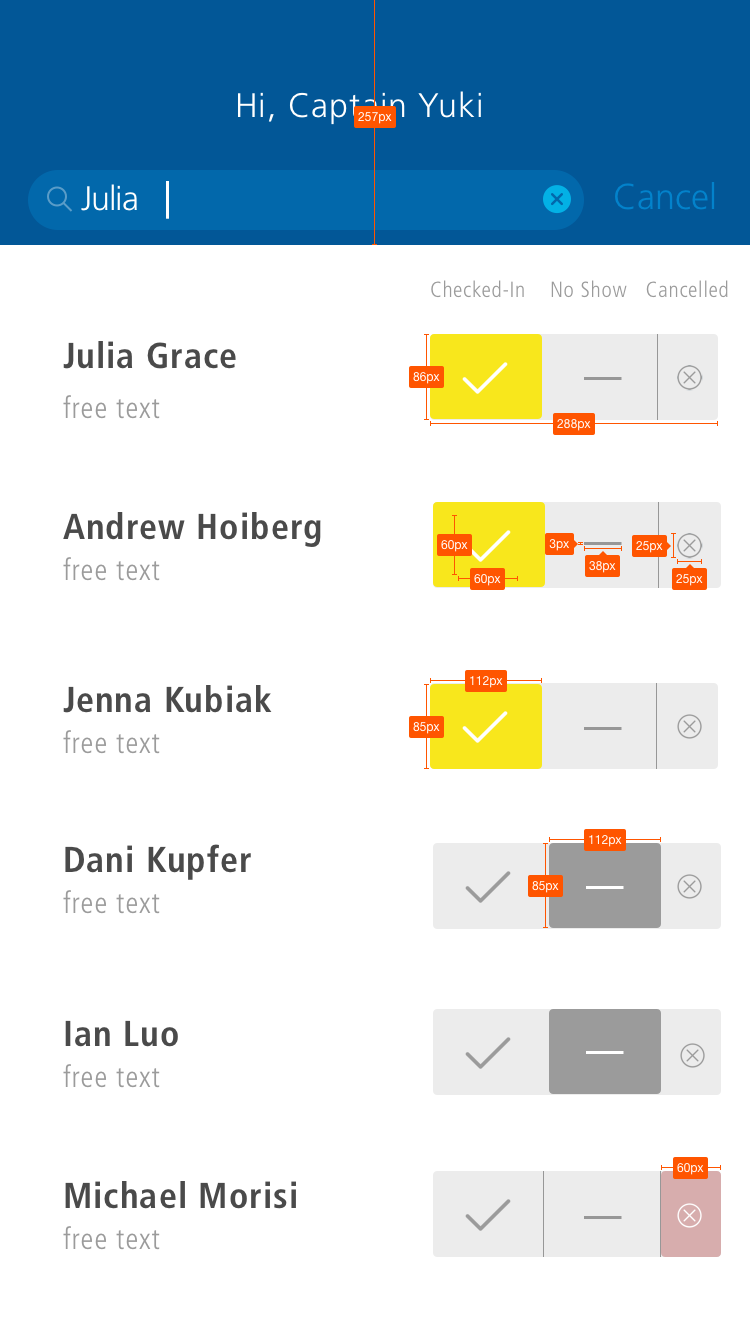 Hi, Captain Yuki
257px
Julia
Cancel
Checked-In No Show Cancelled
Julia Grace
free text
86px
288px
Andrew Hoiberg
free text
60px
60px
3px
38px
25px
25px
Jenna Kubiak
free text
112px
85px
Dani Kupfer
free text
112px
85px
Ian Luo
free text
Michael Morisi
free text
60px